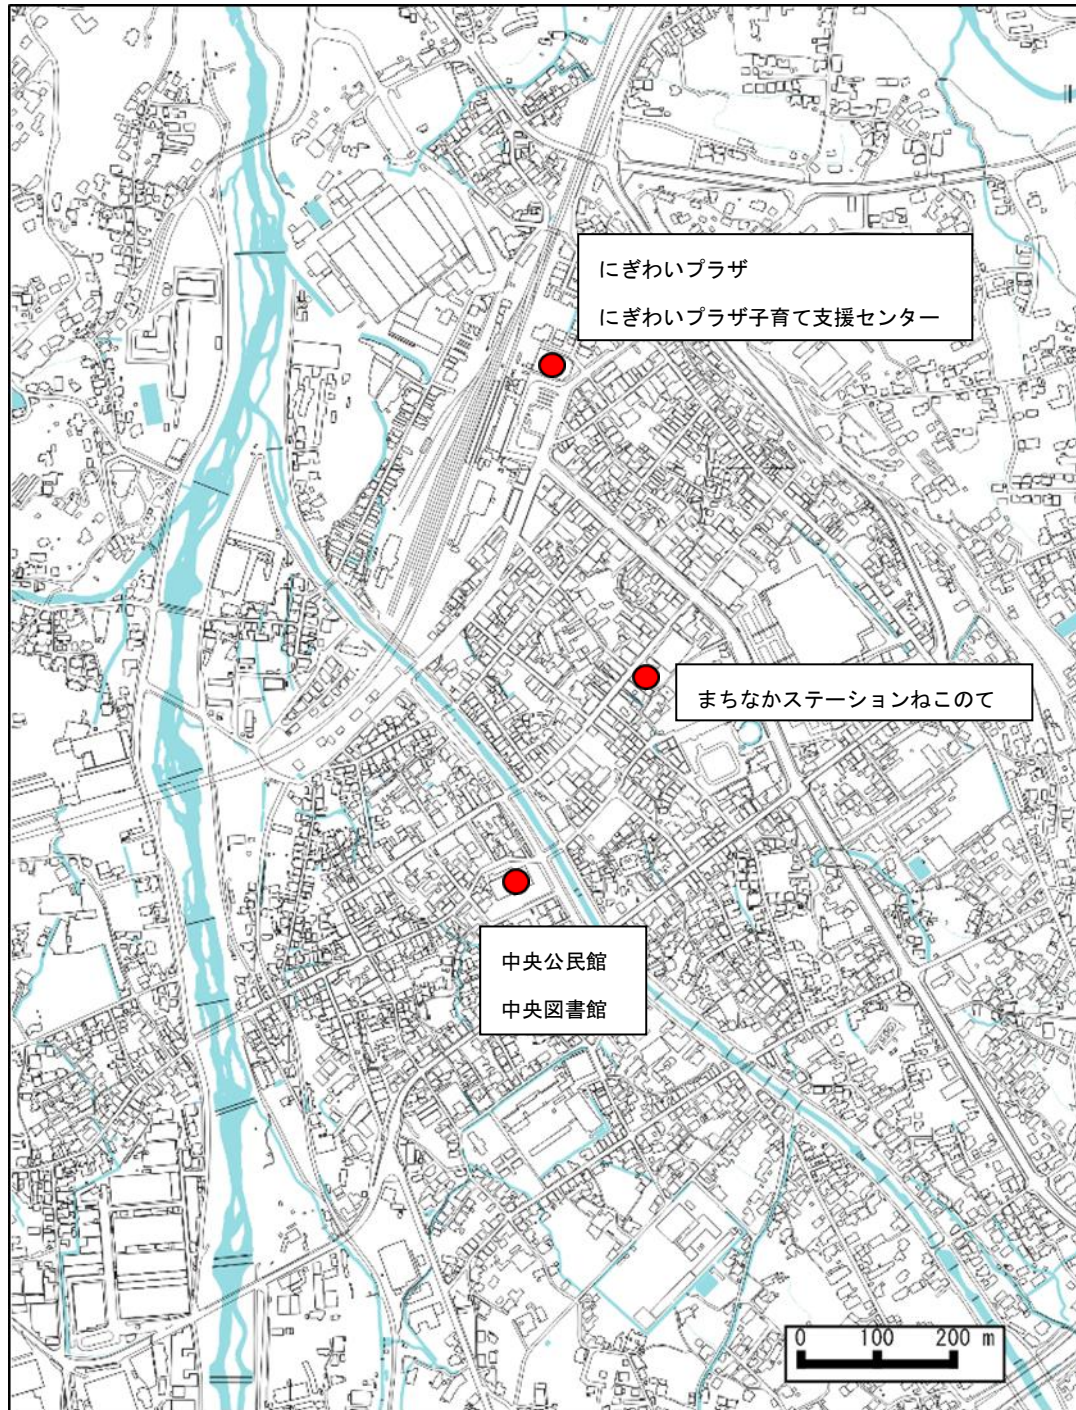 にぎわいプラザ
にぎわいプラザ子育て支援センター
まちなかステーションねこのて
中央公民館
中央図書館
0 100 200 m